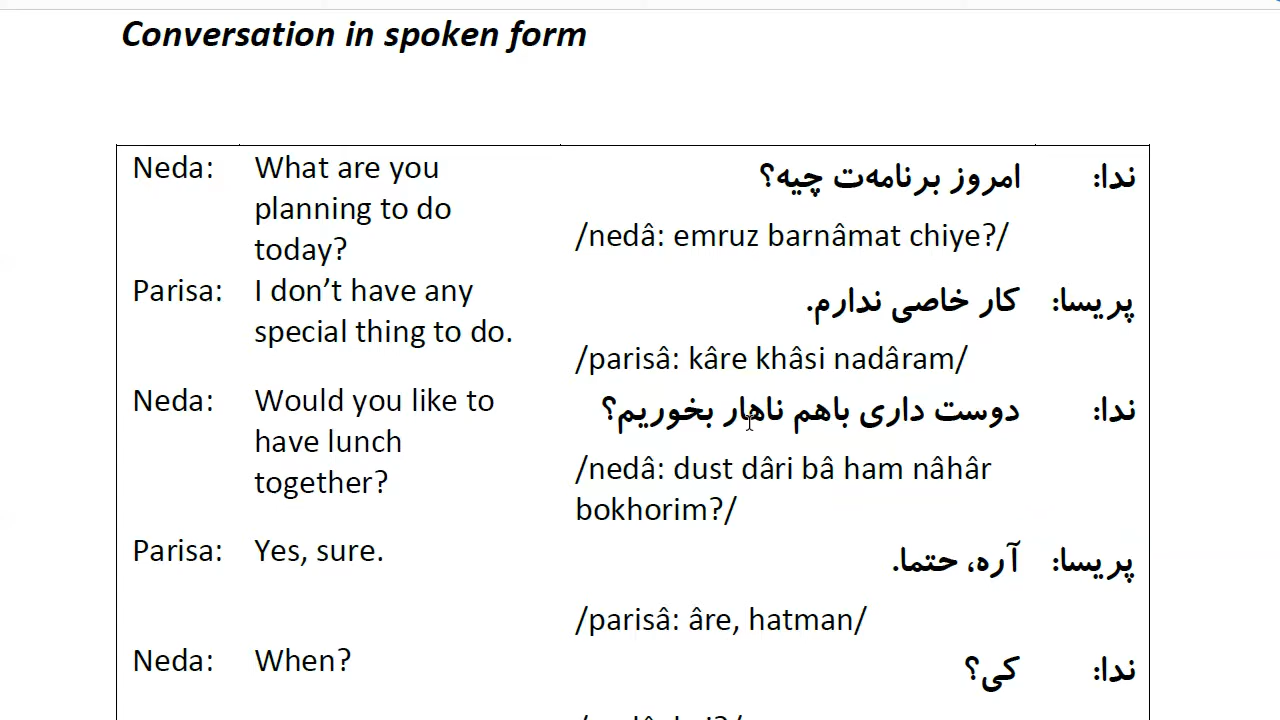 Conversation in spoken form
Neda: What are you امروز برنامه‌ت چیه؟ ندا:
planning to do /nedâ: emruz barnâmat chiye?/
today?
Parisa: I don’t have any کار خاصی ندارم. پریسا:
special thing to do. /parisâ: kâre khâsi nadâram/
Neda: Would you like to دوست داری باهم ناهار بخوریم؟ ندا:
have lunch /nedâ: dust dâri bâ ham nâhâr
together? bokhorim?/
Parisa: Yes, sure. آره، حتما. پریسا:
/parisâ: âre, hatman/
Neda: When? کی؟ ندا: